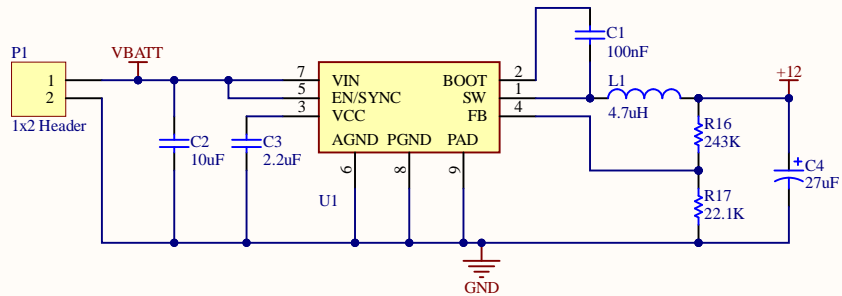 P1
1
2
1x2 Header
VBATT
C2
10uF
C3
2.2uF
7
5
3
VIN
EN/SYNC
VCC
BOOT
SW
FB
AGND
PGND
PAD
2
1
4
6
8
9
U1
C1
100nF
L1
4.7uH
R16
243K
R17
22.1K
+12
+
C4
27uF
GND